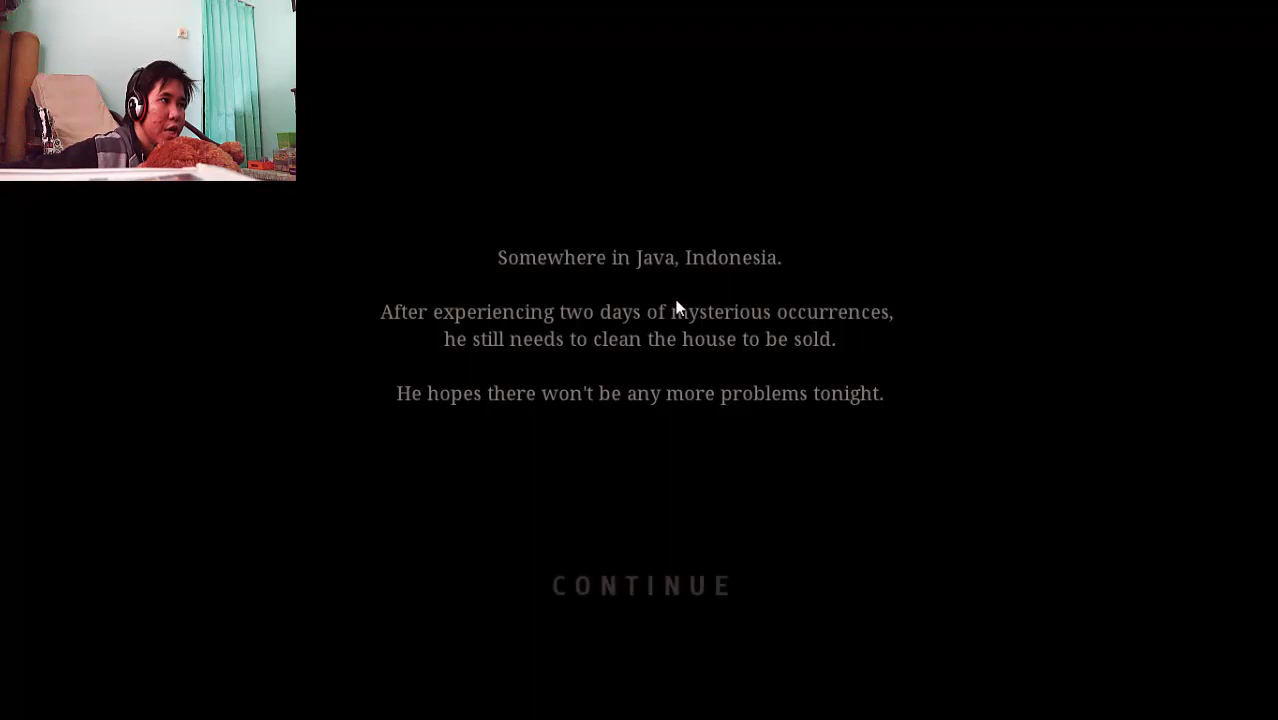 Somewhere in Java, Indonesia.
After experiencing two days of mysterious occurrences,
he still needs to clean the house to be sold.
He hopes there won't be any more problems tonight.
CONTINUE